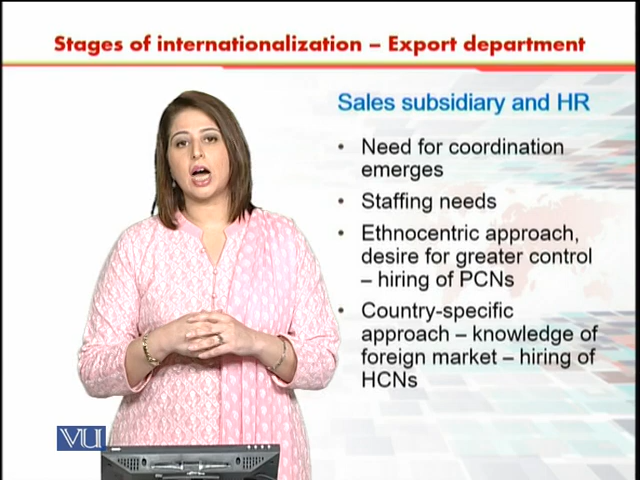 Stages of internationalization – Export department
Sales subsidiary and HR
• Need for coordination
emerges
• Staffing needs
• Ethnocentric approach,
desire for greater control
– hiring of PCNs
• Country-specific
approach – knowledge of
foreign market – hiring of
HCNs
VU